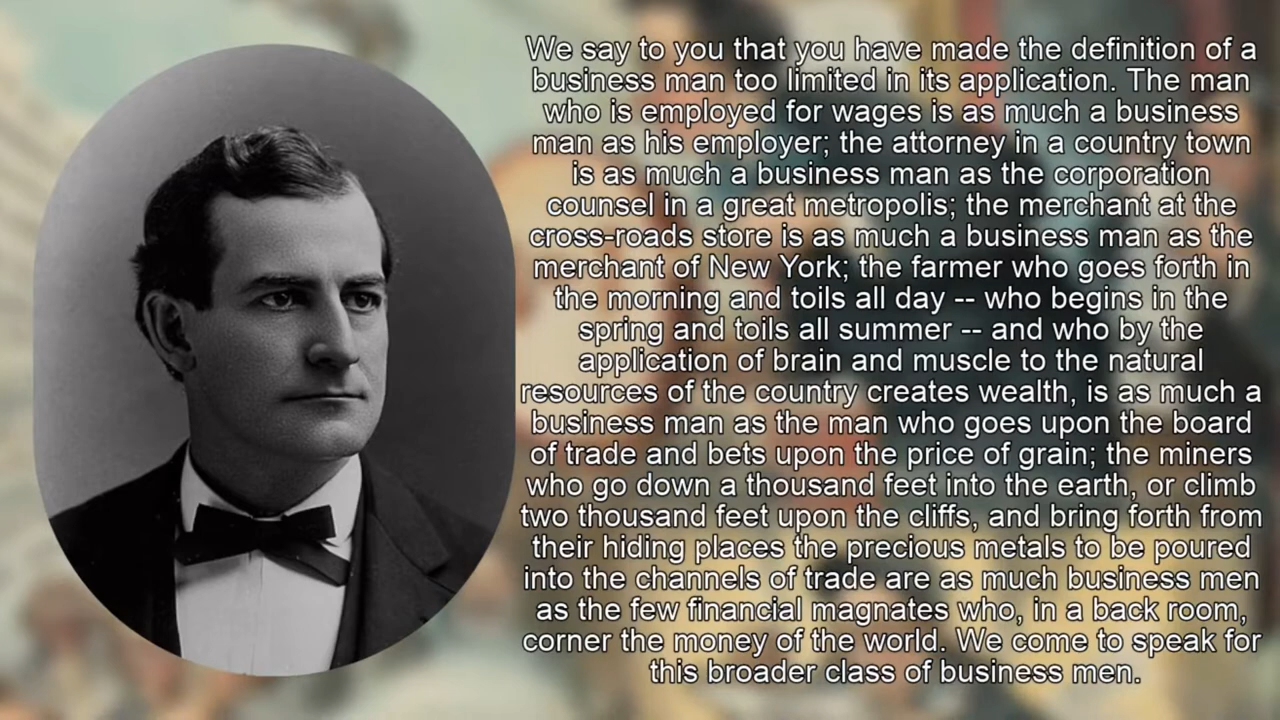 We say to you that you have made the definition of a
business man too limited in its application. The man
who is employed for wages is as much a business
man as his employer; the attorney in a country town
is as much a business man as the corporation
counsel in a great metropolis; the merchant at the
cross-roads store is as much a business man as the
merchant of New York; the farmer who goes forth in
the morning and toils all day -- who begins in the
spring and toils all summer -- and who by the
application of brain and muscle to the natural
resources of the country creates wealth, is as much a
business man as the man who goes upon the board
of trade and bets upon the price of grain; the miners
who go down a thousand feet into the earth, or climb
two thousand feet upon the cliffs, and bring forth from
their hiding places the precious metals to be poured
into the channels of trade are as much business men
as the few financial magnates who, in a back room,
corner the money of the world. We come to speak for
this broader class of business men.